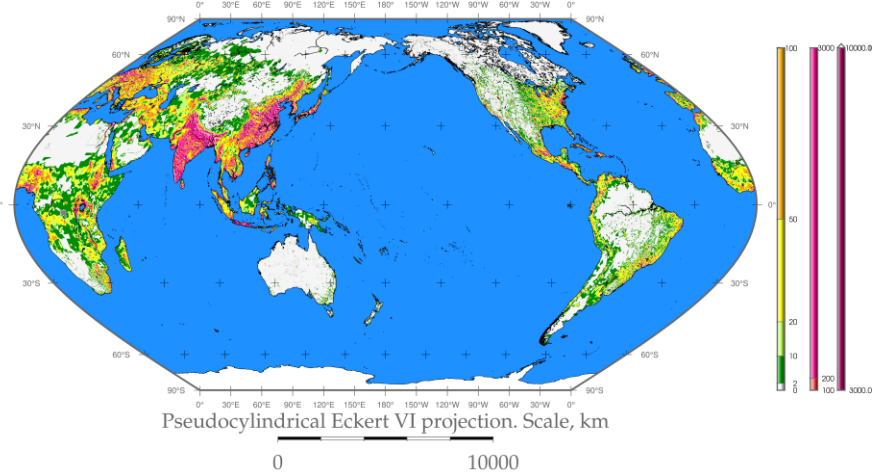 0° 30°E 60°E 90°E 120°E 150°E 180° 150°W 120°W 90°W 60°W 30°W 0°
90°N 90°N
60°N 60°N
30°N 30°N
0° 0°
30°S 30°S
60°S 60°S
90°S 90°S
0° 30°E 60°E 90°E 120°E 150°E 180° 150°W 120°W 90°W 60°W 30°W 0°
100 3000 10000.0
50
20
10
2 200
0 100 3000.0
Pseudocylindrical Eckert VI projection. Scale, km
0 10000